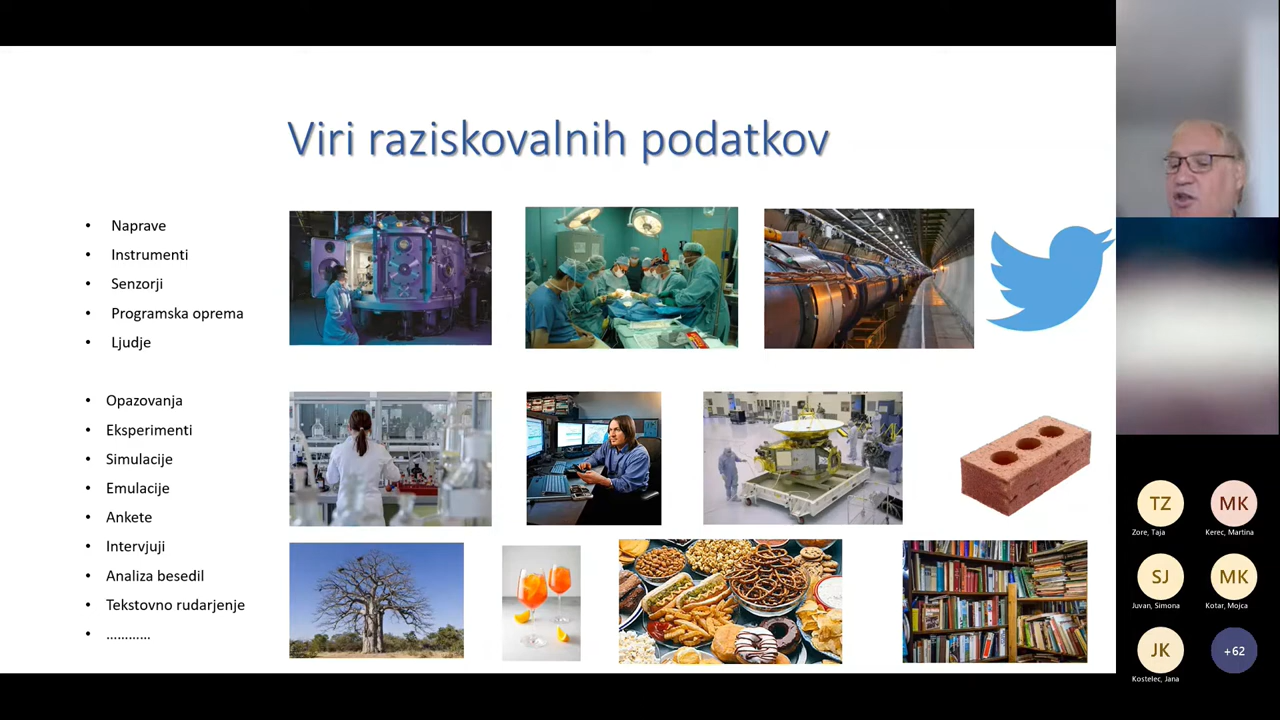 Viri raziskovalnih podatkov
• Naprave
• Instrumenti
• Senzorji
• Programska oprema
• Ljudje
• Opazovanja
• Eksperimenti
• Simulacije
• Emulacije
• Ankete
• Intervjuji
• Analiza besedil
• Tekstovno rudarjenje
• …………
TZ
Zore, Taja
MK
Kerec, Martina
SJ
Juvan, Simona
MK
Kotar, Mojca
JK
Kostelec, Jana
+62